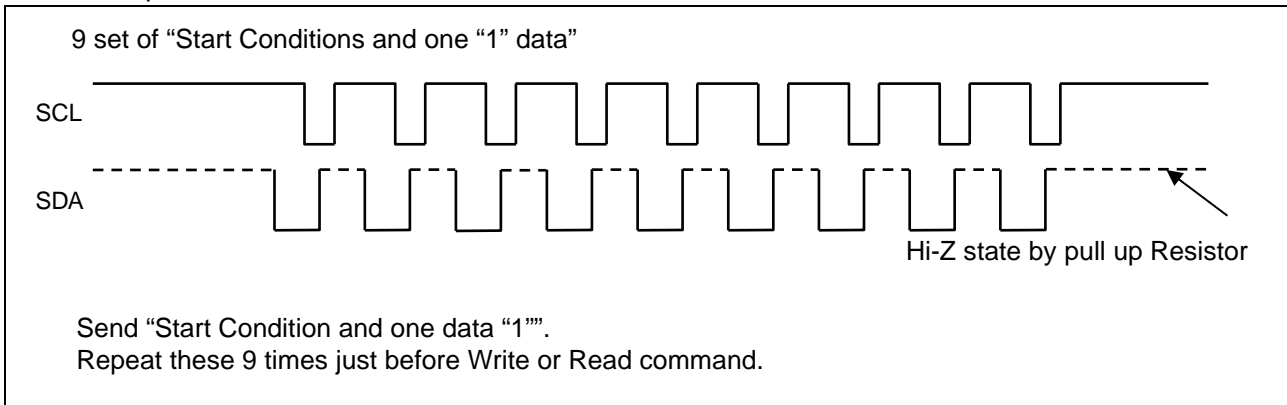 9 set of “Start Conditions and one “1” data”
SCL
SDA
Hi-Z state by pull up Resistor
Send “Start Condition and one data “1””.
Repeat these 9 times just before Write or Read command.